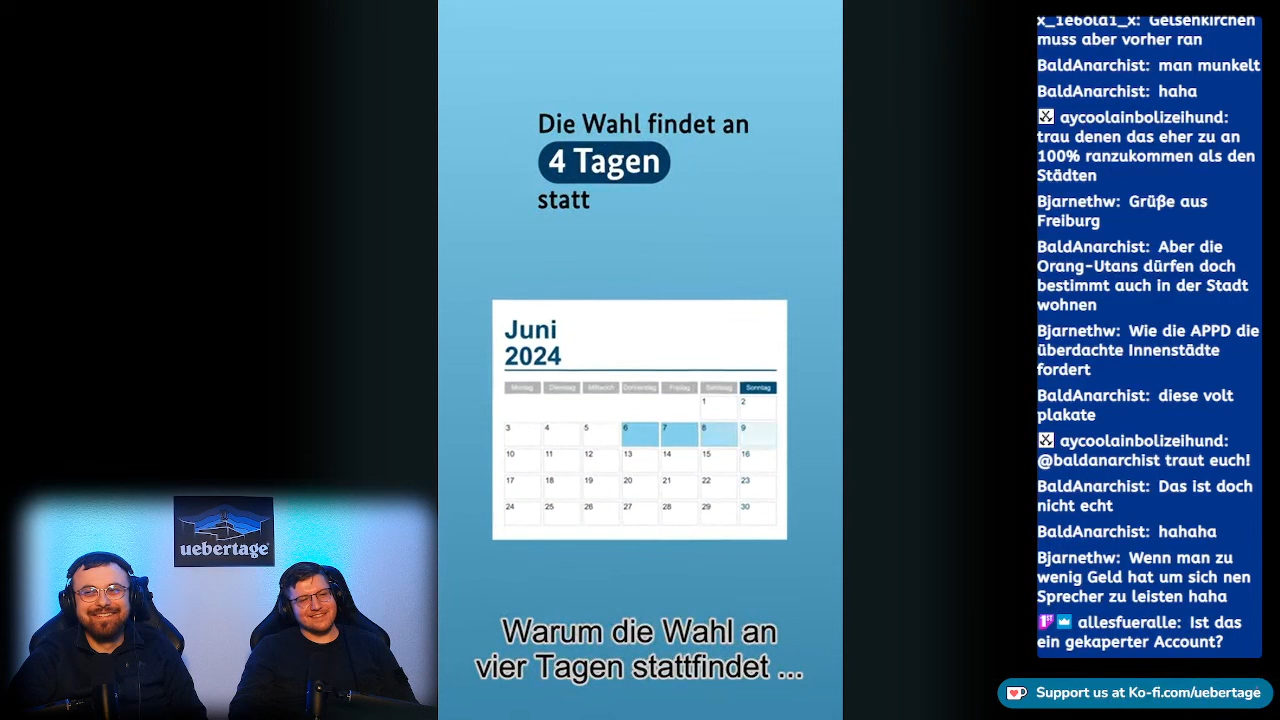 Die Wahl findet an
4 Tagen
statt
Juni
2024
Montag Dienstag Mittwoch Donnerstag Freitag Samstag Sonntag
1 2
3 4 5 6 7 8 9
10 11 12 13 14 15 16
17 18 19 20 21 22 23
24 25 26 27 28 29 30
Warum die Wahl an
vier Tagen stattfindet ...
uebertage
x_1e6old1_x: Gelsenkirchen
muss aber vorher ran
BaldAnarchist: man munkelt
BaldAnarchist: haha
aycoolainbolizeihund:
trau denen das eher zu an
100% ranzukommen als den
Städten
Bjarnethw: Grüße aus
Freiburg
BaldAnarchist: Aber die
Orang-Utans dürfen doch
bestimmt auch in der Stadt
wohnen
Bjarnethw: Wie die APPD die
überdachte Innenstädte
fordert
BaldAnarchist: diese volt
plakate
aycoolainbolizeihund:
@baldanarchist traut euch!
BaldAnarchist: Das ist doch
nicht echt
BaldAnarchist: hahaha
Bjarnethw: Wenn man zu
wenig Geld hat um sich nen
Sprecher zu leisten haha
1st allesfueralle: Ist das
ein gekaperter Account?
Support us at Ko-fi.com/uebertage